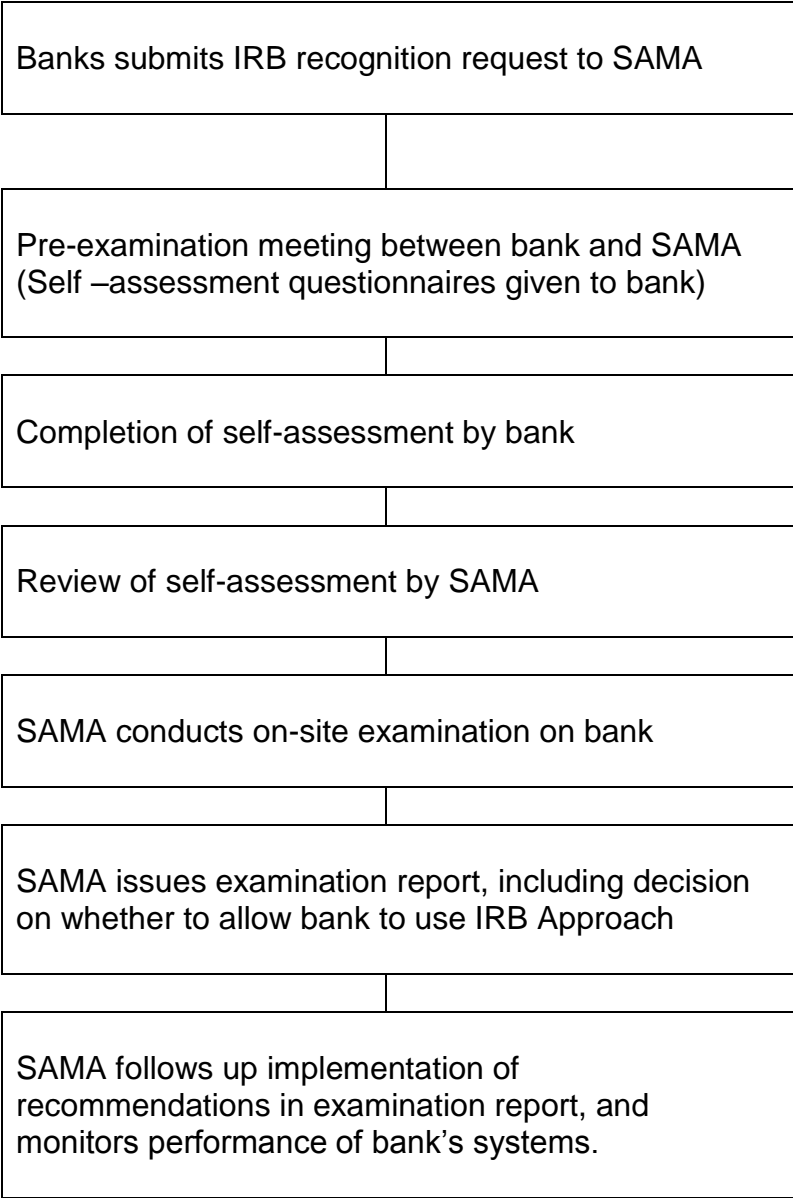 Banks submits IRB recognition request to SAMA
Pre-examination meeting between bank and SAMA
(Self –assessment questionnaires given to bank)
Completion of self-assessment by bank
Review of self-assessment by SAMA
SAMA conducts on-site examination on bank
SAMA issues examination report, including decision
on whether to allow bank to use IRB Approach
SAMA follows up implementation of
recommendations in examination report, and
monitors performance of bank’s systems.